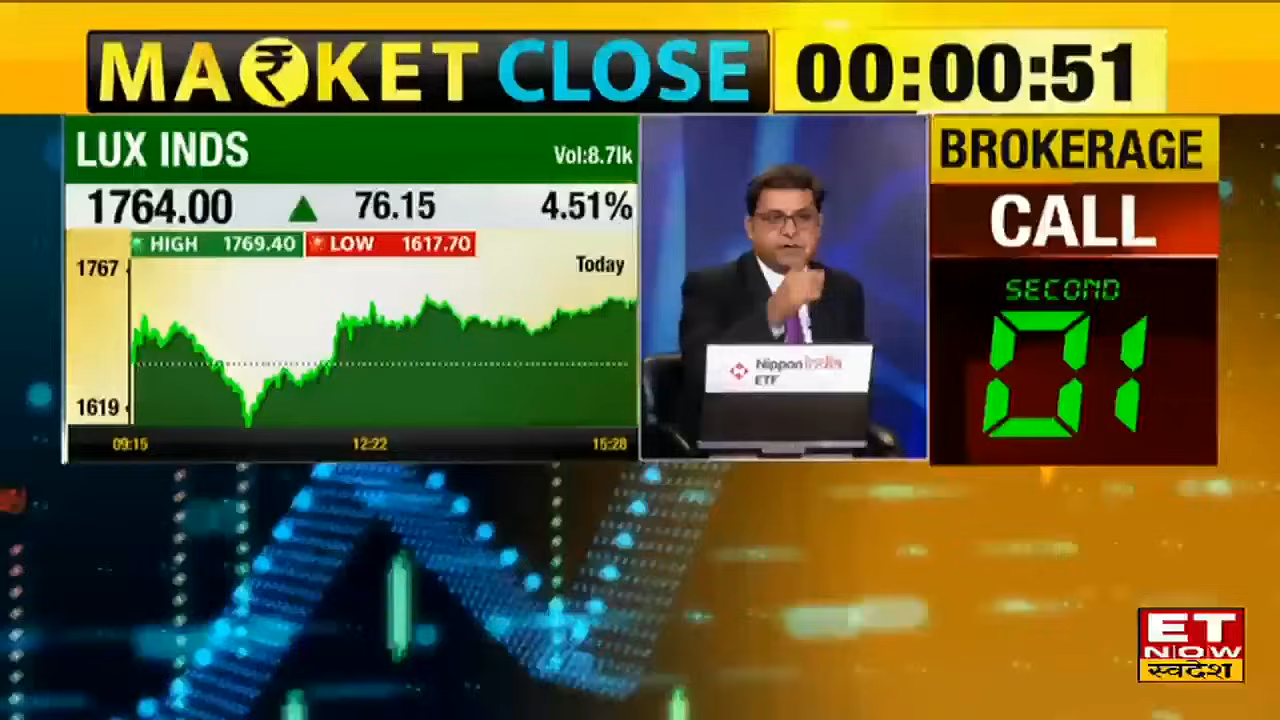 MA₹KET CLOSE
00:00:51
LUX INDS
Vol:8.7lk
1764.00 ▲ 76.15 4.51%
HIGH 1769.40 LOW 1617.70
Today
1767
1619
09:15 12:22 15:28
Nippon India
ETF
BROKERAGE
CALL
SECOND
01
ET
NOW
स्वदेश